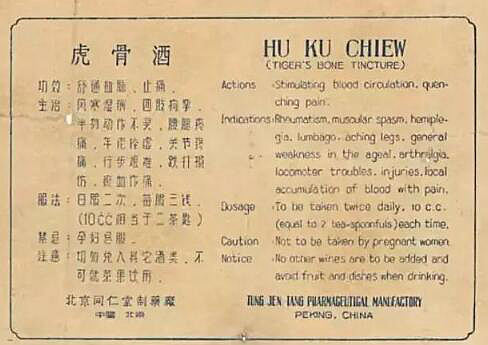 虎骨酒
功效:舒通血脉、止痛。
主治:风寒湿痹、四肢拘挛、
半身动作不灵、腰腿疼
痛、年老体虚、关节疼
痛、行步艰难、跌打损
伤、瘀血作痛。
服法:日服二次、每服三钱、
(10CC相当于二茶匙)
禁忌:孕妇忌服。
注意:切勿兑入其它酒类、不
可就茶果饮用。
北京同仁堂制药厂
中国 北京
HU KU CHIEW
(TIGER'S BONE TINCTURE)
Actions :Stimulating blood circulation, quen-
ching pain.
Indications:Rheumatism, muscular spasm, hemple-
gia, lumbago, aching legs, general
weakness in the ageal, arthrelgia,
locometer troubles, injuries, local
accumulation of blood with pain.
Dosage :To be taken twice daily, 10 c.c.
(equal to 2 tea-spoonfuls) each time.
Caution :Not to be taken by pregnant women.
Notice :No other wines are to be added and
avoid fruit and dishes when drinking.
TUNG JEN TANG PHARMACEUTICAL MANUFACTORY
PEKING, CHINA